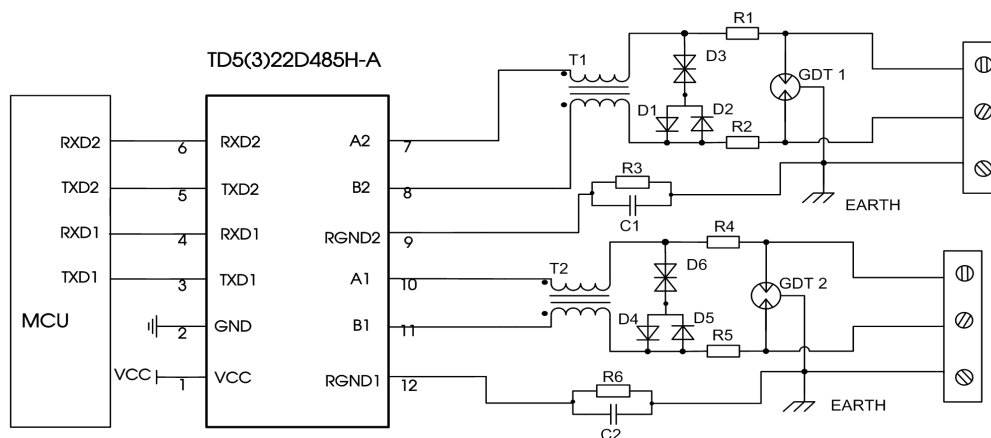 TD5(3)22D485H-A
MCU
RXD2
TXD2
RXD1
TXD1
VCC
6
5
4
3
2
1
RXD2
TXD2
RXD1
TXD1
GND
VCC
A2
B2
RGND2
A1
B1
RGND1
7
8
9
10
11
12
T1
D3
D1
D2
R1
R2
GDT 1
R3
C1
EARTH
T2
D6
D4
D5
R4
R5
GDT 2
R6
C2
EARTH